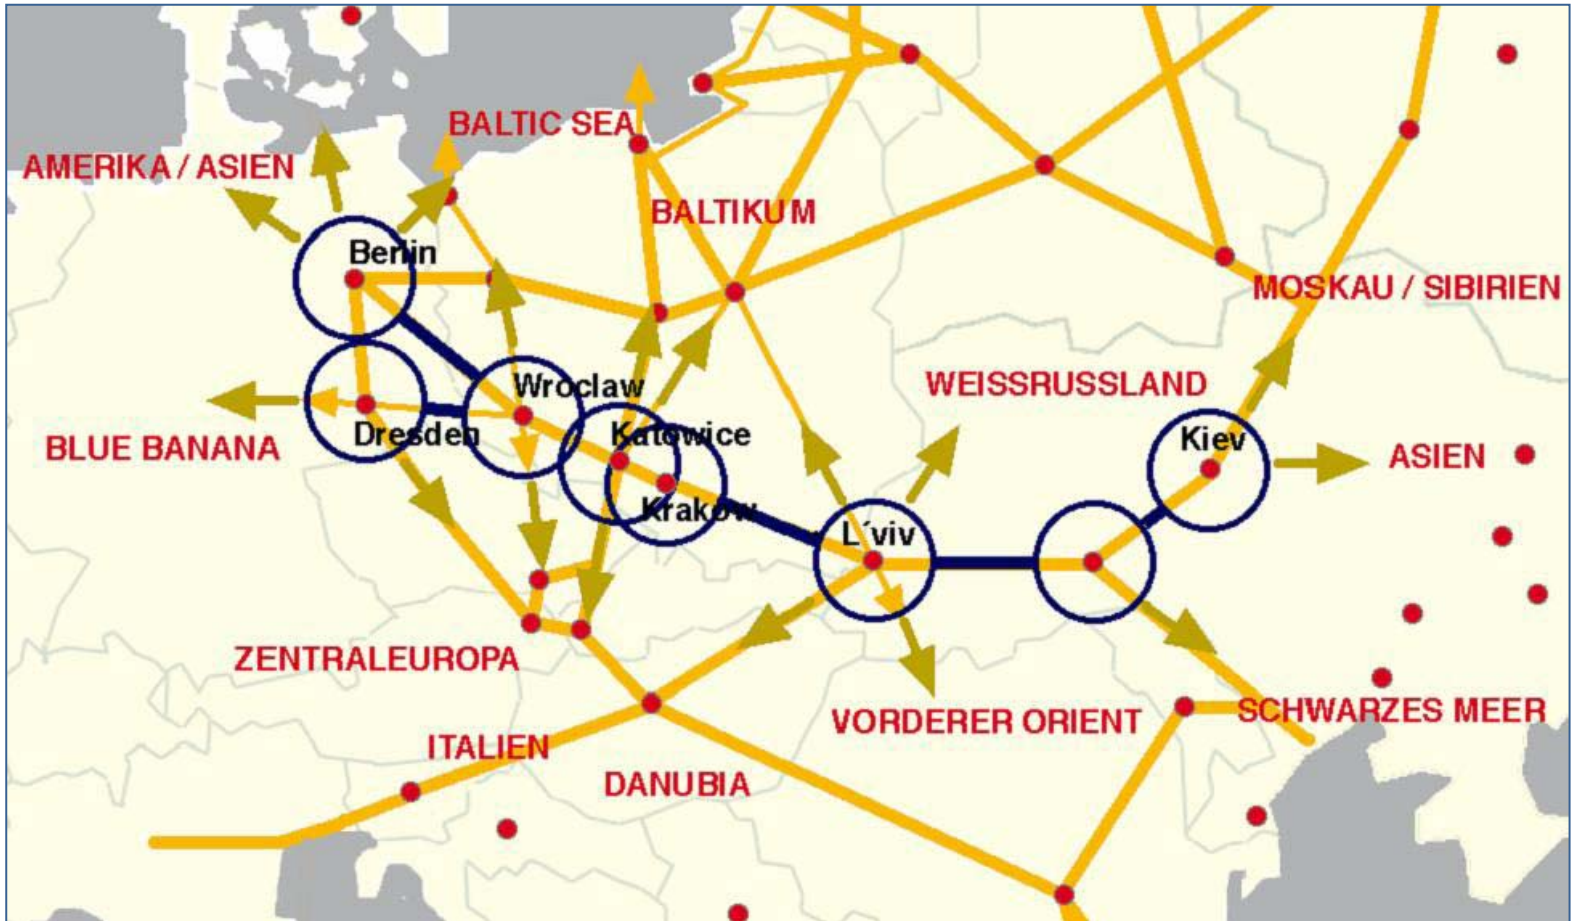 BALTIC SEA
AMERIKA / ASIEN
BALTIKUM
Berlin
MOSKAU / SIBIRIEN
Wroclaw
WEISSRUSSLAND
Dresden
Katowice
Kiev
BLUE BANANA
ASIEN
Krakow
L´viv
ZENTRALEUROPA
SCHWARZES MEER
VORDERER ORIENT
ITALIEN
DANUBIA